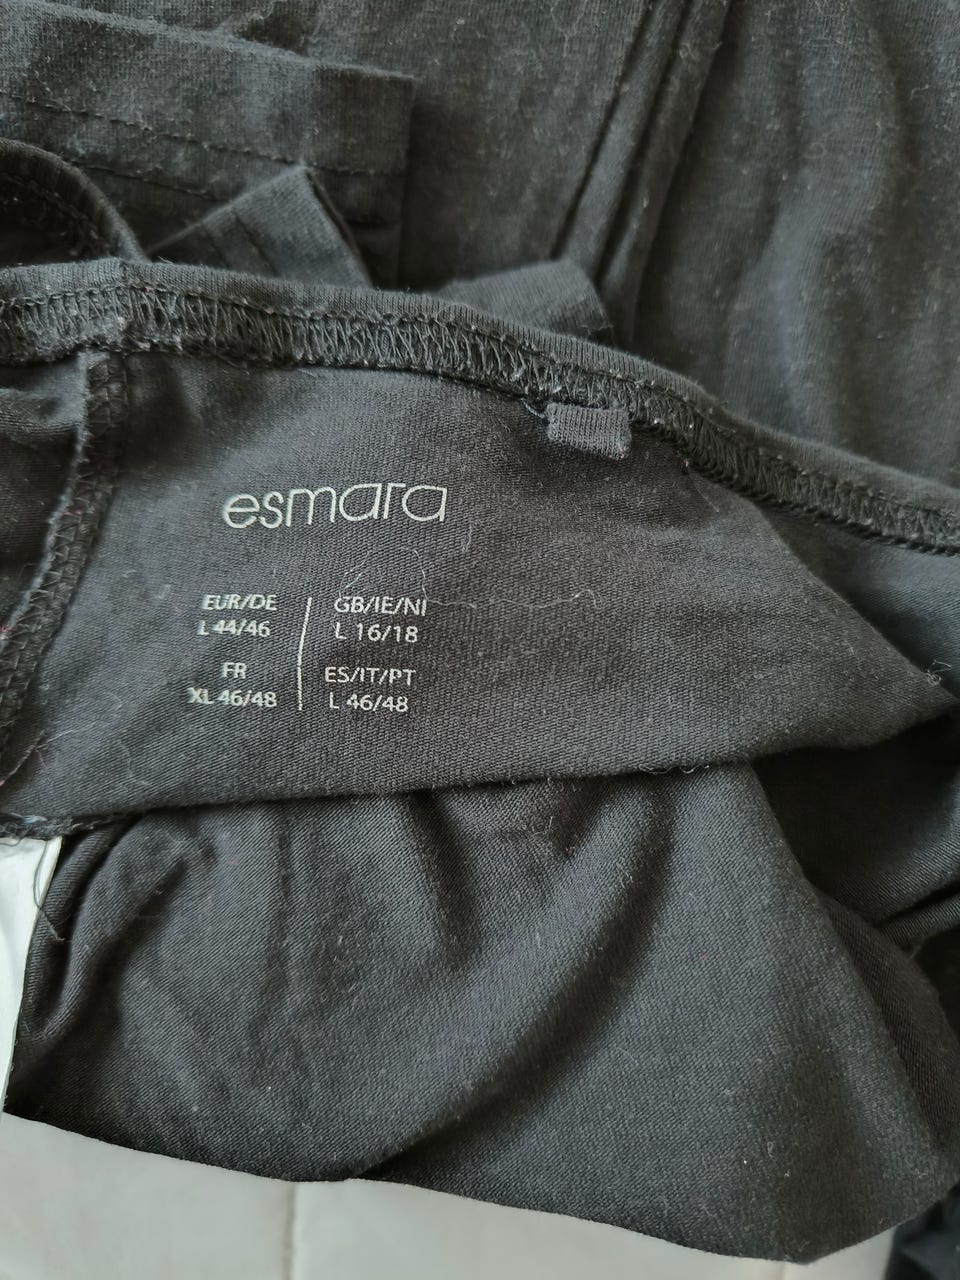 esmara
EUR/DE
L 44/46
FR
XL 46/48
GB/IE/NI
L 16/18
ES/IT/PT
L 46/48